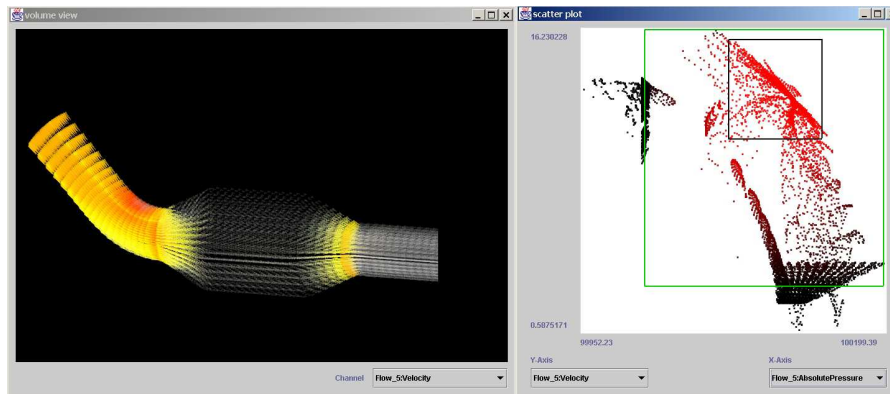 volume view
Channel
Flow_5:Velocity
scatter plot
16.230228
0.5875171
99952.23
100199.39
Y-Axis
X-Axis
Flow_5:Velocity
Flow_5:AbsolutePressure